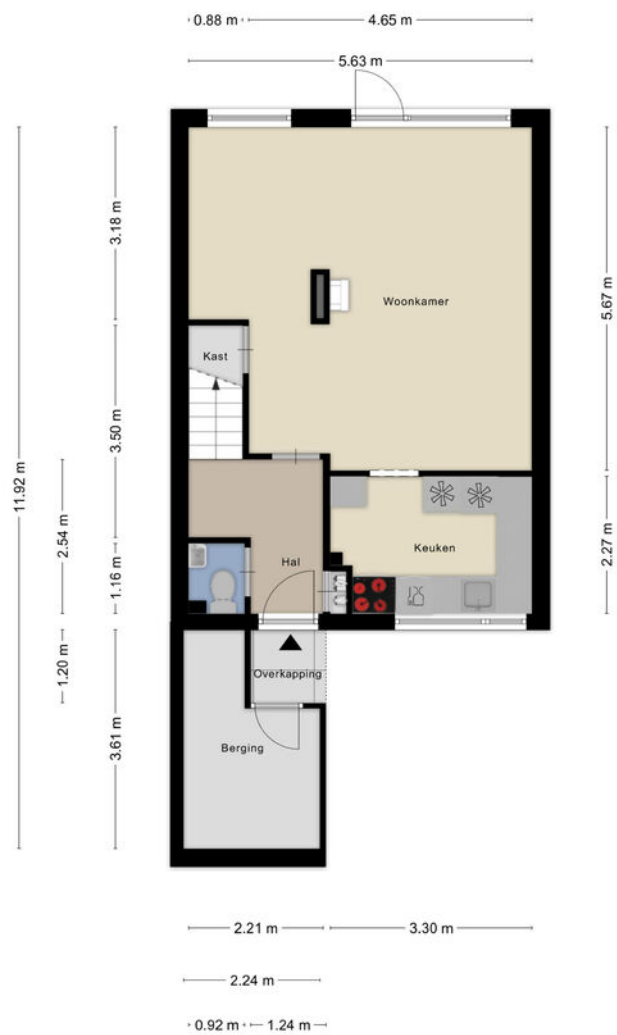 0.88 m
4.65 m
5.63 m
3.18 m
5.67 m
Woonkamer
Kast
3.50 m
11.92 m
2.54 m
2.27 m
Keuken
Hal
1.16 m
1.20 m
Overkapping
3.61 m
Berging
2.21 m
3.30 m
2.24 m
0.92 m
1.24 m